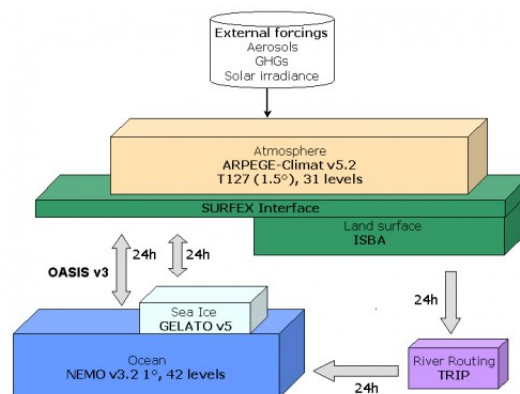 External forcings
Aerosols
GHGs
Solar irradiance
Atmosphere
ARPEGE-Climat v5.2
T127 (1.5°), 31 levels
SURFEX Interface
Land surface
ISBA
24h
24h
OASIS v3
24h
Sea Ice
GELATO v5
Ocean
NEMO v3.2 1°, 42 levels
River Routing
TRIP
24h